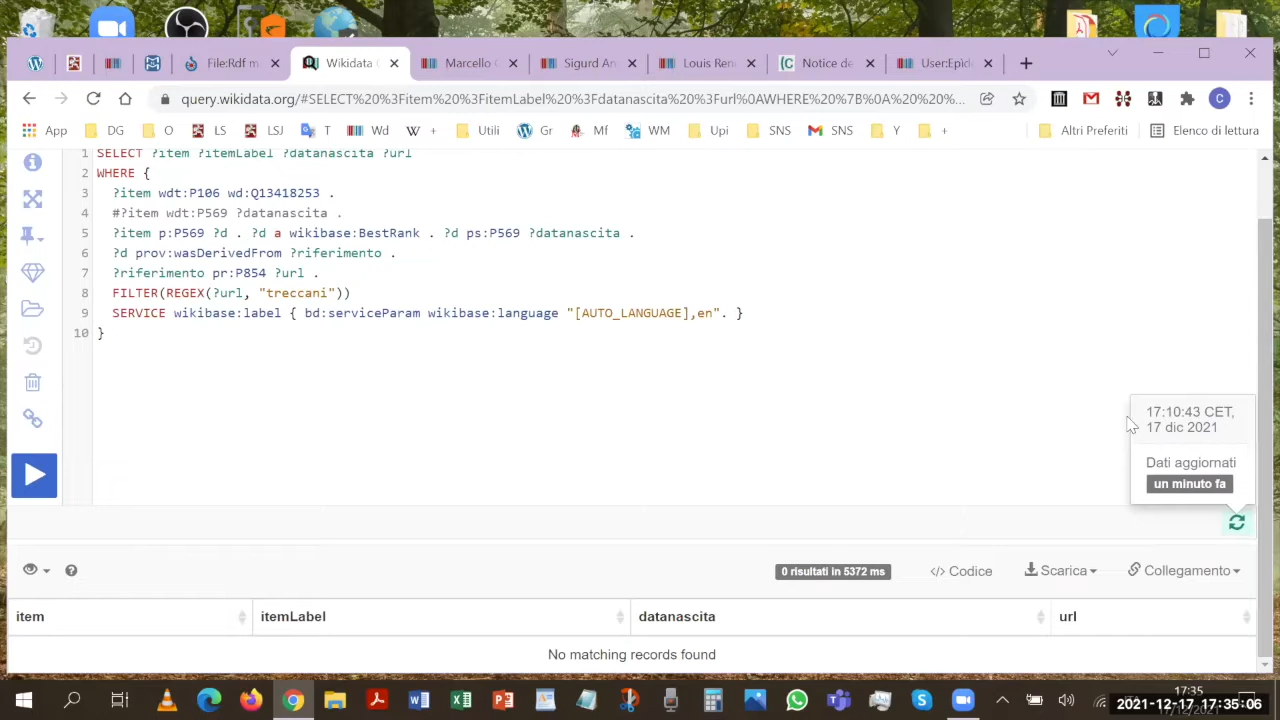 File:Rdf m
Wikidata
Marcello
Sigurd An
Louis Ren
Notice de
User:Epìdo
query.wikidata.org/#SELECT%20%3Fitem%20%3FitemLabel%20%3Fdatanascita%20%3Furl%0AWHERE%20%7B%0A%20%20...
App DG O LS LSJ T Wd + Utili Gr Mf WM Upi SNS SNS Y + Altri Preferiti Elenco di lettura
1 SELECT ?item ?itemLabel ?datanascita ?url
2 WHERE {
3 ?item wdt:P106 wd:Q13418253 .
4 #?item wdt:P569 ?datanascita .
5 ?item p:P569 ?d . ?d a wikibase:BestRank . ?d ps:P569 ?datanascita .
6 ?d prov:wasDerivedFrom ?riferimento .
7 ?riferimento pr:P854 ?url .
8 FILTER(REGEX(?url, "treccani"))
9 SERVICE wikibase:label { bd:serviceParam wikibase:language "[AUTO_LANGUAGE],en". }
10 }
17:10:43 CET,
17 dic 2021
Dati aggiornati
un minuto fa
0 risultati in 5372 ms
</> Codice
Scarica
Collegamento
item itemLabel datanascita url
No matching records found
17:35
2021-12-17 17:35:06